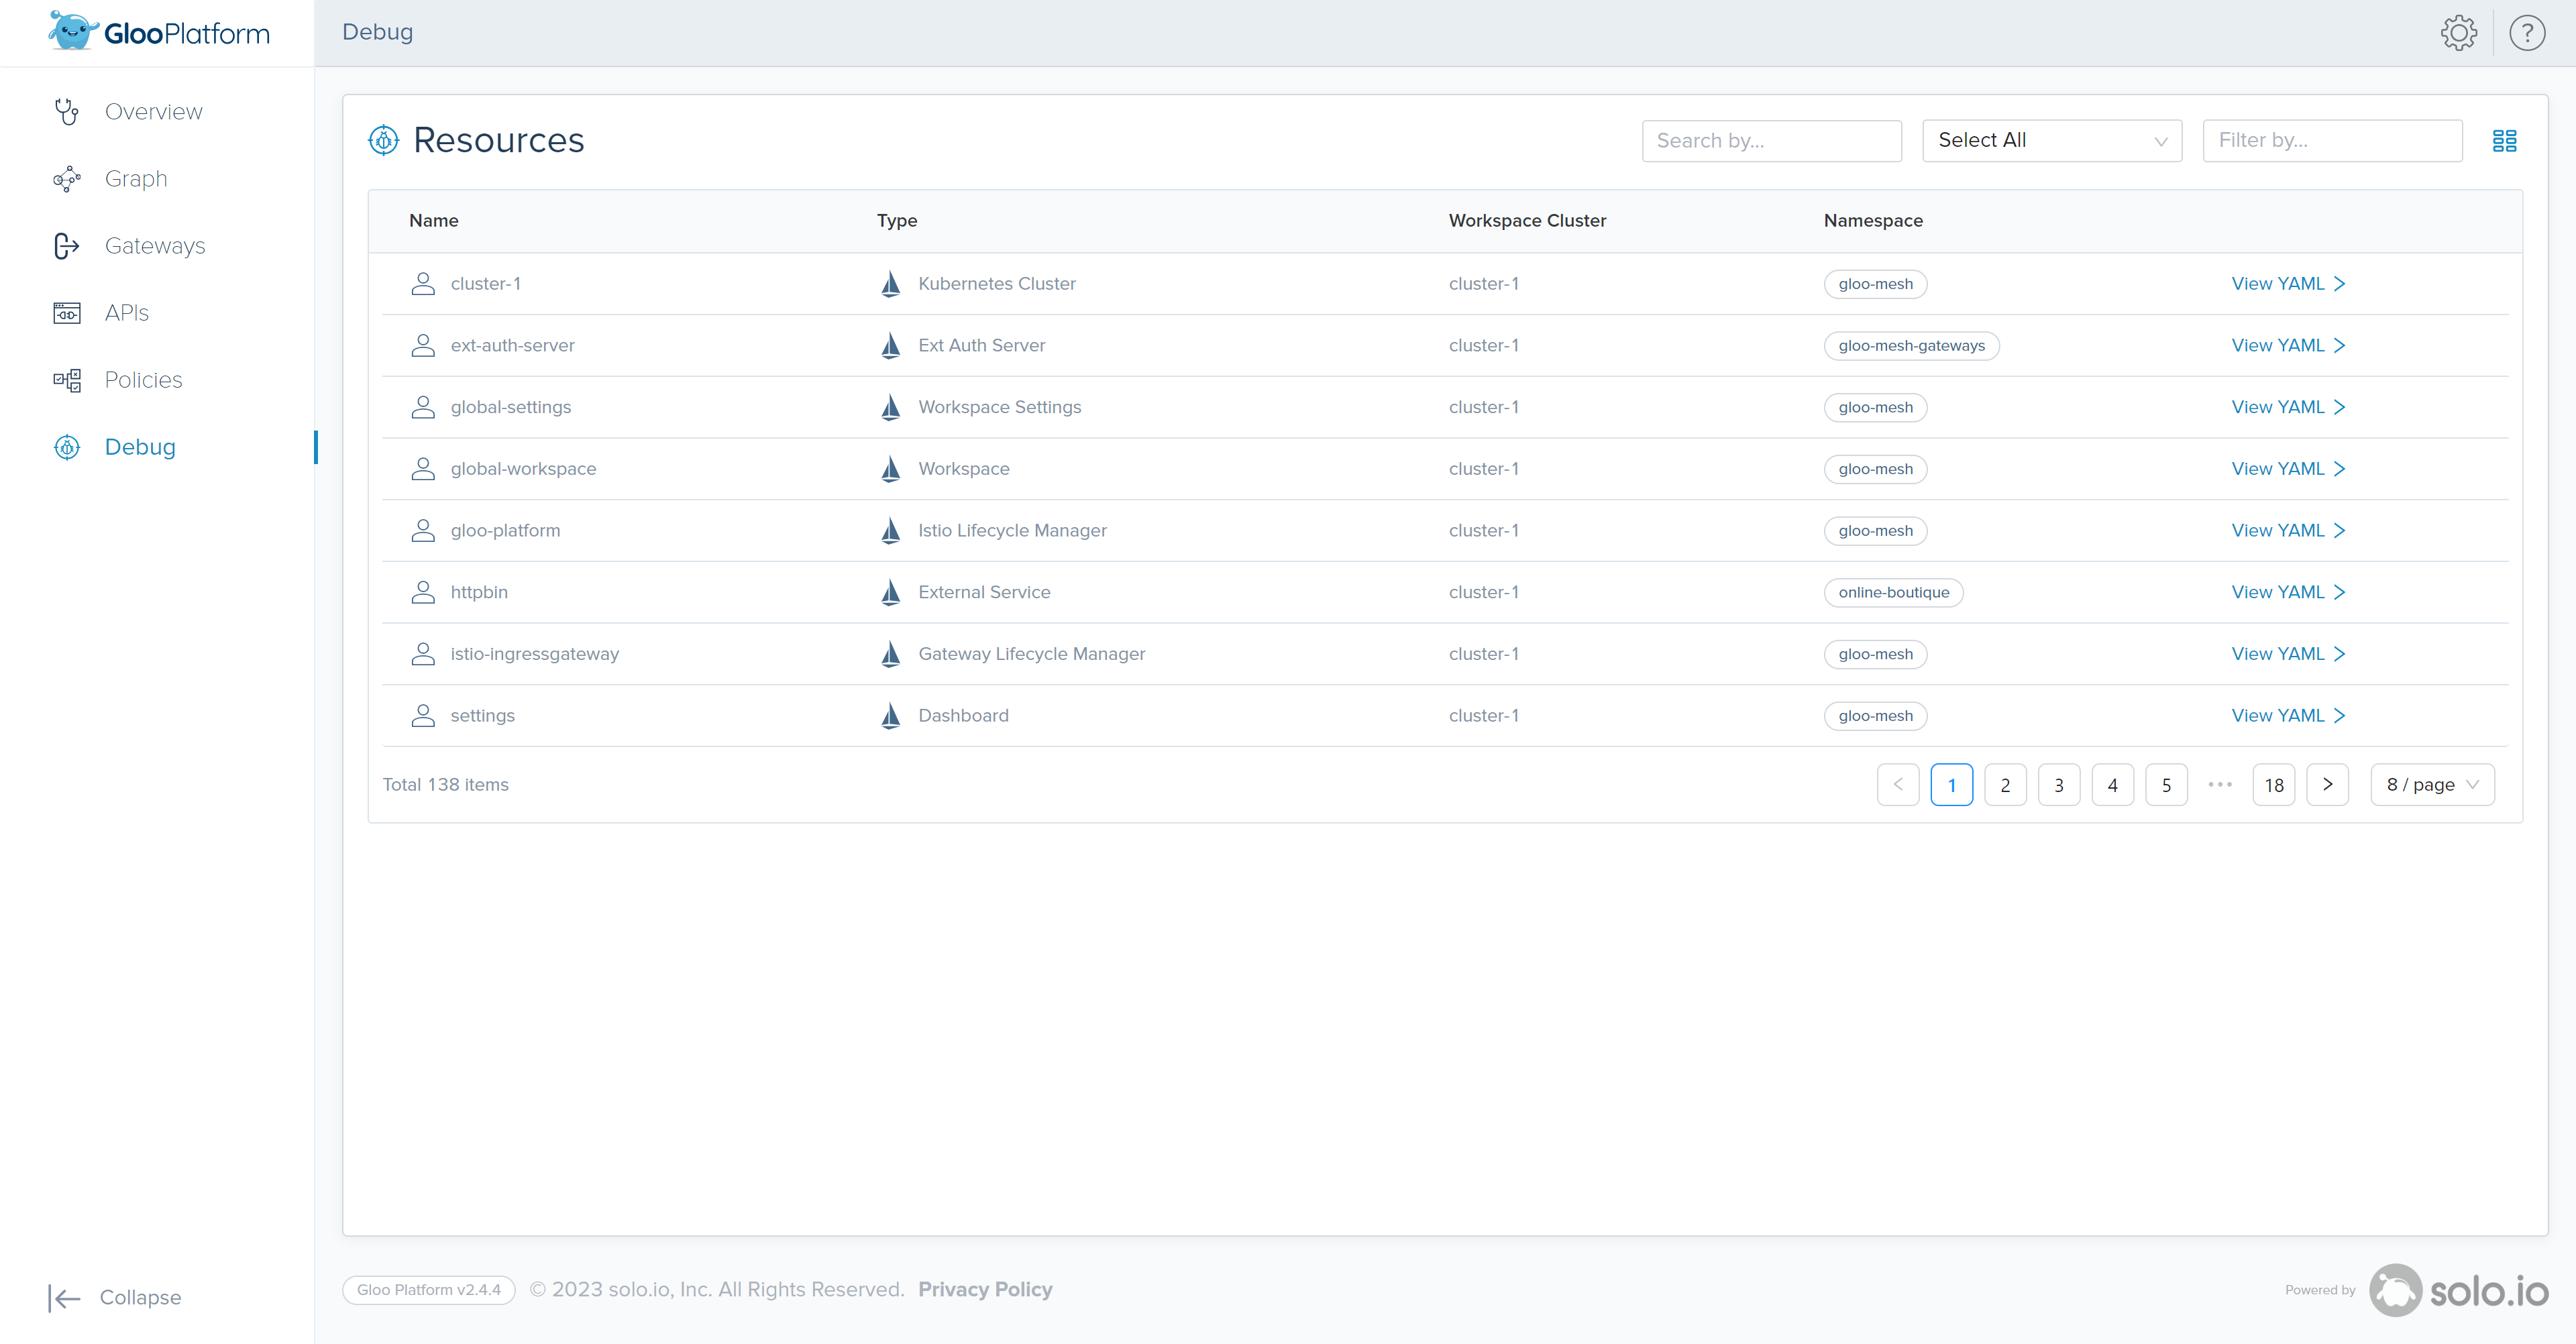 GlooPlatform
Debug
?
Overview
Graph
Gateways
APIs
Policies
Debug
Resources
Search by...
Select All
Filter by...
Name Type Workspace Cluster Namespace
cluster-1 Kubernetes Cluster cluster-1 gloo-mesh View YAML >
ext-auth-server Ext Auth Server cluster-1 gloo-mesh-gateways View YAML >
global-settings Workspace Settings cluster-1 gloo-mesh View YAML >
global-workspace Workspace cluster-1 gloo-mesh View YAML >
gloo-platform Istio Lifecycle Manager cluster-1 gloo-mesh View YAML >
httpbin External Service cluster-1 online-boutique View YAML >
istio-ingressgateway Gateway Lifecycle Manager cluster-1 gloo-mesh View YAML >
settings Dashboard cluster-1 gloo-mesh View YAML >
Total 138 items < 1 2 3 4 5 ••• 18 > 8 / page
Collapse
Gloo Platform v2.4.4 © 2023 solo.io, Inc. All Rights Reserved. Privacy Policy
Powered by solo.io